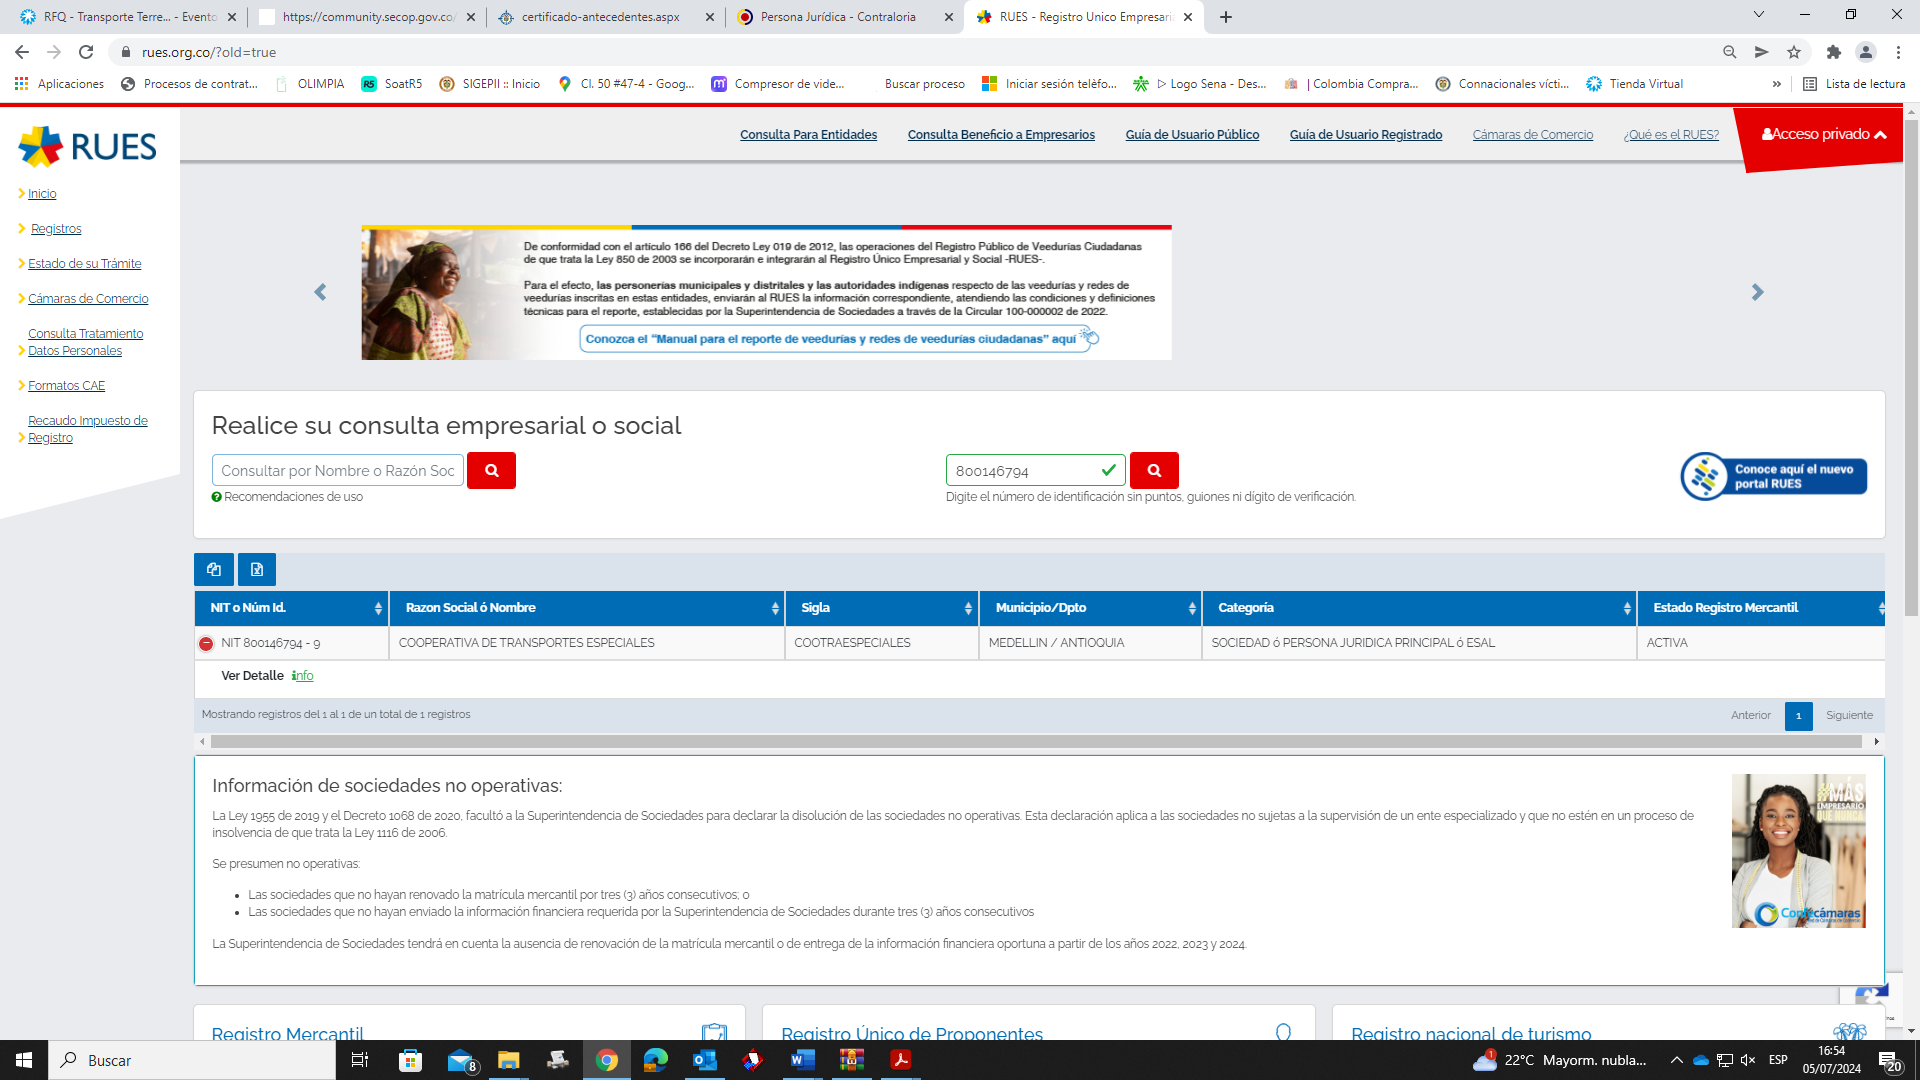 RFQ - Transporte Terre... - Evento
https://community.secop.gov.co/
certificado-antecedentes.aspx
Persona Jurídica - Contraloria
RUES - Registro Unico Empresari
rues.org.co/?old=true
Aplicaciones
Procesos de contrat...
OLIMPIA
R5 SoatR5
SIGEPII :: Inicio
Cl. 50 #47-4 - Goog...
Compresor de vide...
Buscar proceso
Iniciar sesión telèfo...
▷ Logo Sena - Des...
| Colombia Compra...
Connacionales vícti...
Tienda Virtual
»
Lista de lectura
RUES
Consulta Para Entidades
Consulta Beneficio a Empresarios
Guía de Usuario Público
Guía de Usuario Registrado
Cámaras de Comercio
¿Qué es el RUES?
Acceso privado
Inicio
Registros
Estado de su Trámite
Cámaras de Comercio
Consulta Tratamiento
Datos Personales
Formatos CAE
Recaudo Impuesto de
Registro
De conformidad con el artículo 166 del Decreto Ley 019 de 2012, las operaciones del Registro Público de Veedurías Ciudadanas
de que trata la Ley 850 de 2003 se incorporarán e integrarán al Registro Único Empresarial y Social -RUES-.
Para el efecto, las personerías municipales y distritales y las autoridades indígenas respecto de las veedurías y redes de
veedurías inscritas en estas entidades, enviarán al RUES la información correspondiente, atendiendo las condiciones y definiciones
técnicas para el reporte, establecidas por la Superintendencia de Sociedades a través de la Circular 100-000002 de 2022.
Conozca el "Manual para el reporte de veedurías y redes de veedurías ciudadanas" aquí
Realice su consulta empresarial o social
Consultar por Nombre o Razón Soc
800146794
Recomendaciones de uso
Digite el número de identificación sin puntos, guiones ni dígito de verificación.
Conoce aquí el nuevo
portal RUES
NIT o Núm Id.
Razon Social ó Nombre
Sigla
Municipio/Dpto
Categoría
Estado Registro Mercantil
NIT 800146794 - 9
COOPERATIVA DE TRANSPORTES ESPECIALES
COOTRAESPECIALES
MEDELLIN / ANTIOQUIA
SOCIEDAD ó PERSONA JURIDICA PRINCIPAL ó ESAL
ACTIVA
Ver Detalle info
Mostrando registros del 1 al 1 de un total de 1 registros
Anterior
1
Siguiente
Información de sociedades no operativas:
La Ley 1955 de 2019 y el Decreto 1068 de 2020, facultó a la Superintendencia de Sociedades para declarar la disolución de las sociedades no operativas. Esta declaración aplica a las sociedades no sujetas a la supervisión de un ente especializado y que no estén en un proceso de
insolvencia de que trata la Ley 1116 de 2006.
Se presumen no operativas:
Las sociedades que no hayan renovado la matrícula mercantil por tres (3) años consecutivos; o
Las sociedades que no hayan enviado la información financiera requerida por la Superintendencia de Sociedades durante tres (3) años consecutivos
La Superintendencia de Sociedades tendrá en cuenta la ausencia de renovación de la matrícula mercantil o de entrega de la información financiera oportuna a partir de los años 2022, 2023 y 2024.
#MÁS
EMPRESARIO
QUE NUNCA
Confecámaras
Registro Mercantil
Registro Único de Proponentes
Registro nacional de turismo
Buscar
8
1
22°C Mayorm. nubla...
ESP
16:54
05/07/2024
20